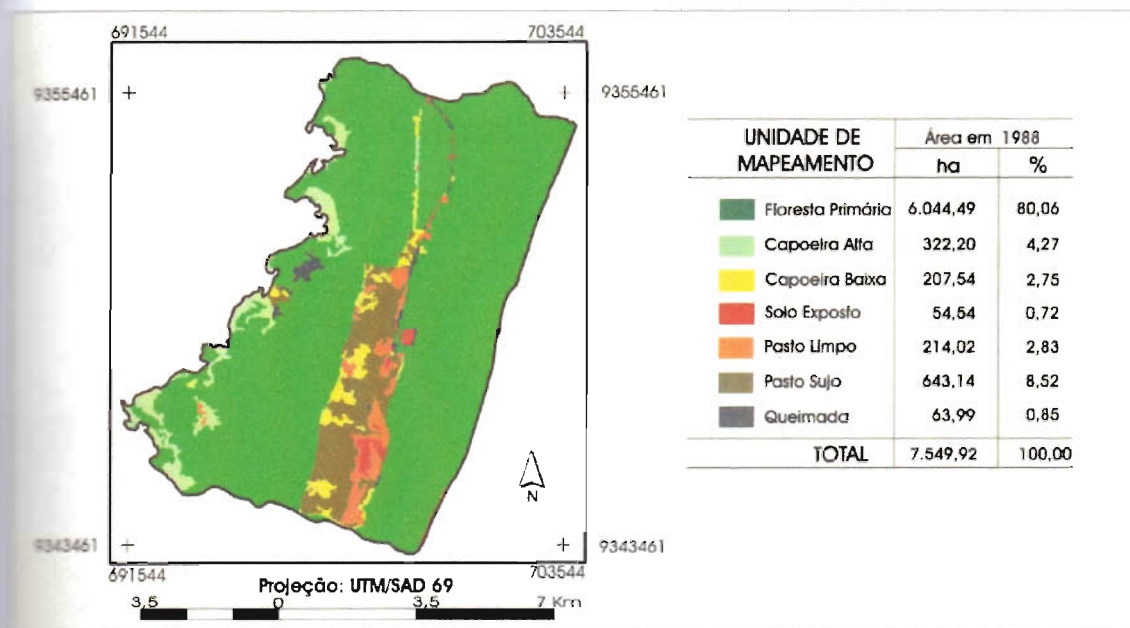 691544 703544
9355461 9355461
UNIDADE DE MAPEAMENTO Área em 1988
ha %
Floresta Primária 6.044,49 80,06
Capoeira Alta 322,20 4,27
Capoeira Baixa 207,54 2,75
Solo Exposto 54,54 0,72
Pasto Limpo 214,02 2,83
Pasto Sujo 643,14 8,52
Queimada 63,99 0,85
TOTAL 7.549,92 100,00
N
9343461 9343461
691544 703544
Projeção: UTM/SAD 69
3,5 0 3,5 7 Km